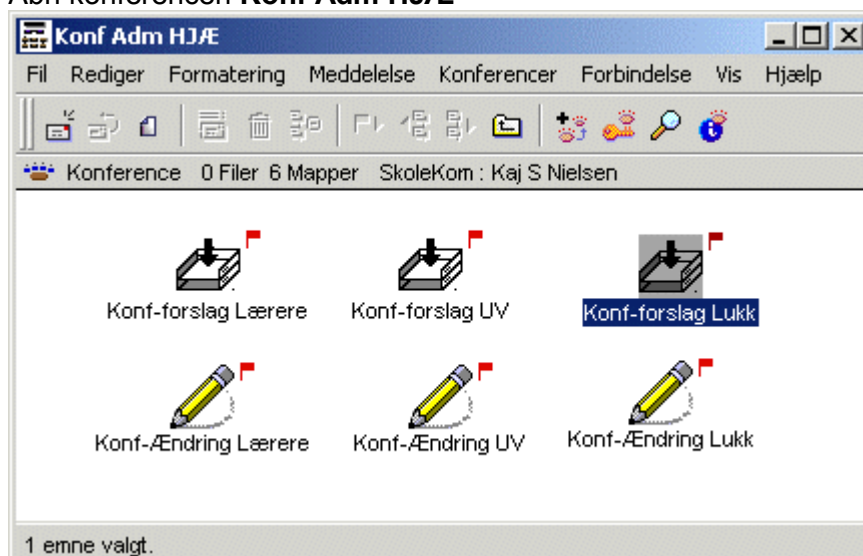 Åbn konferencen Konf Adm HJÆ
Konf Adm HJÆ
Fil Rediger Formatering Meddelelse Konferencer Forbindelse Vis Hjælp
Konference 0 Filer 6 Mapper SkoleKom : Kaj S Nielsen
Konf-forslag Lærere Konf-forslag UV Konf-forslag Lukk
Konf-Ændring Lærere Konf-Ændring UV Konf-Ændring Lukk
1 emne valgt.